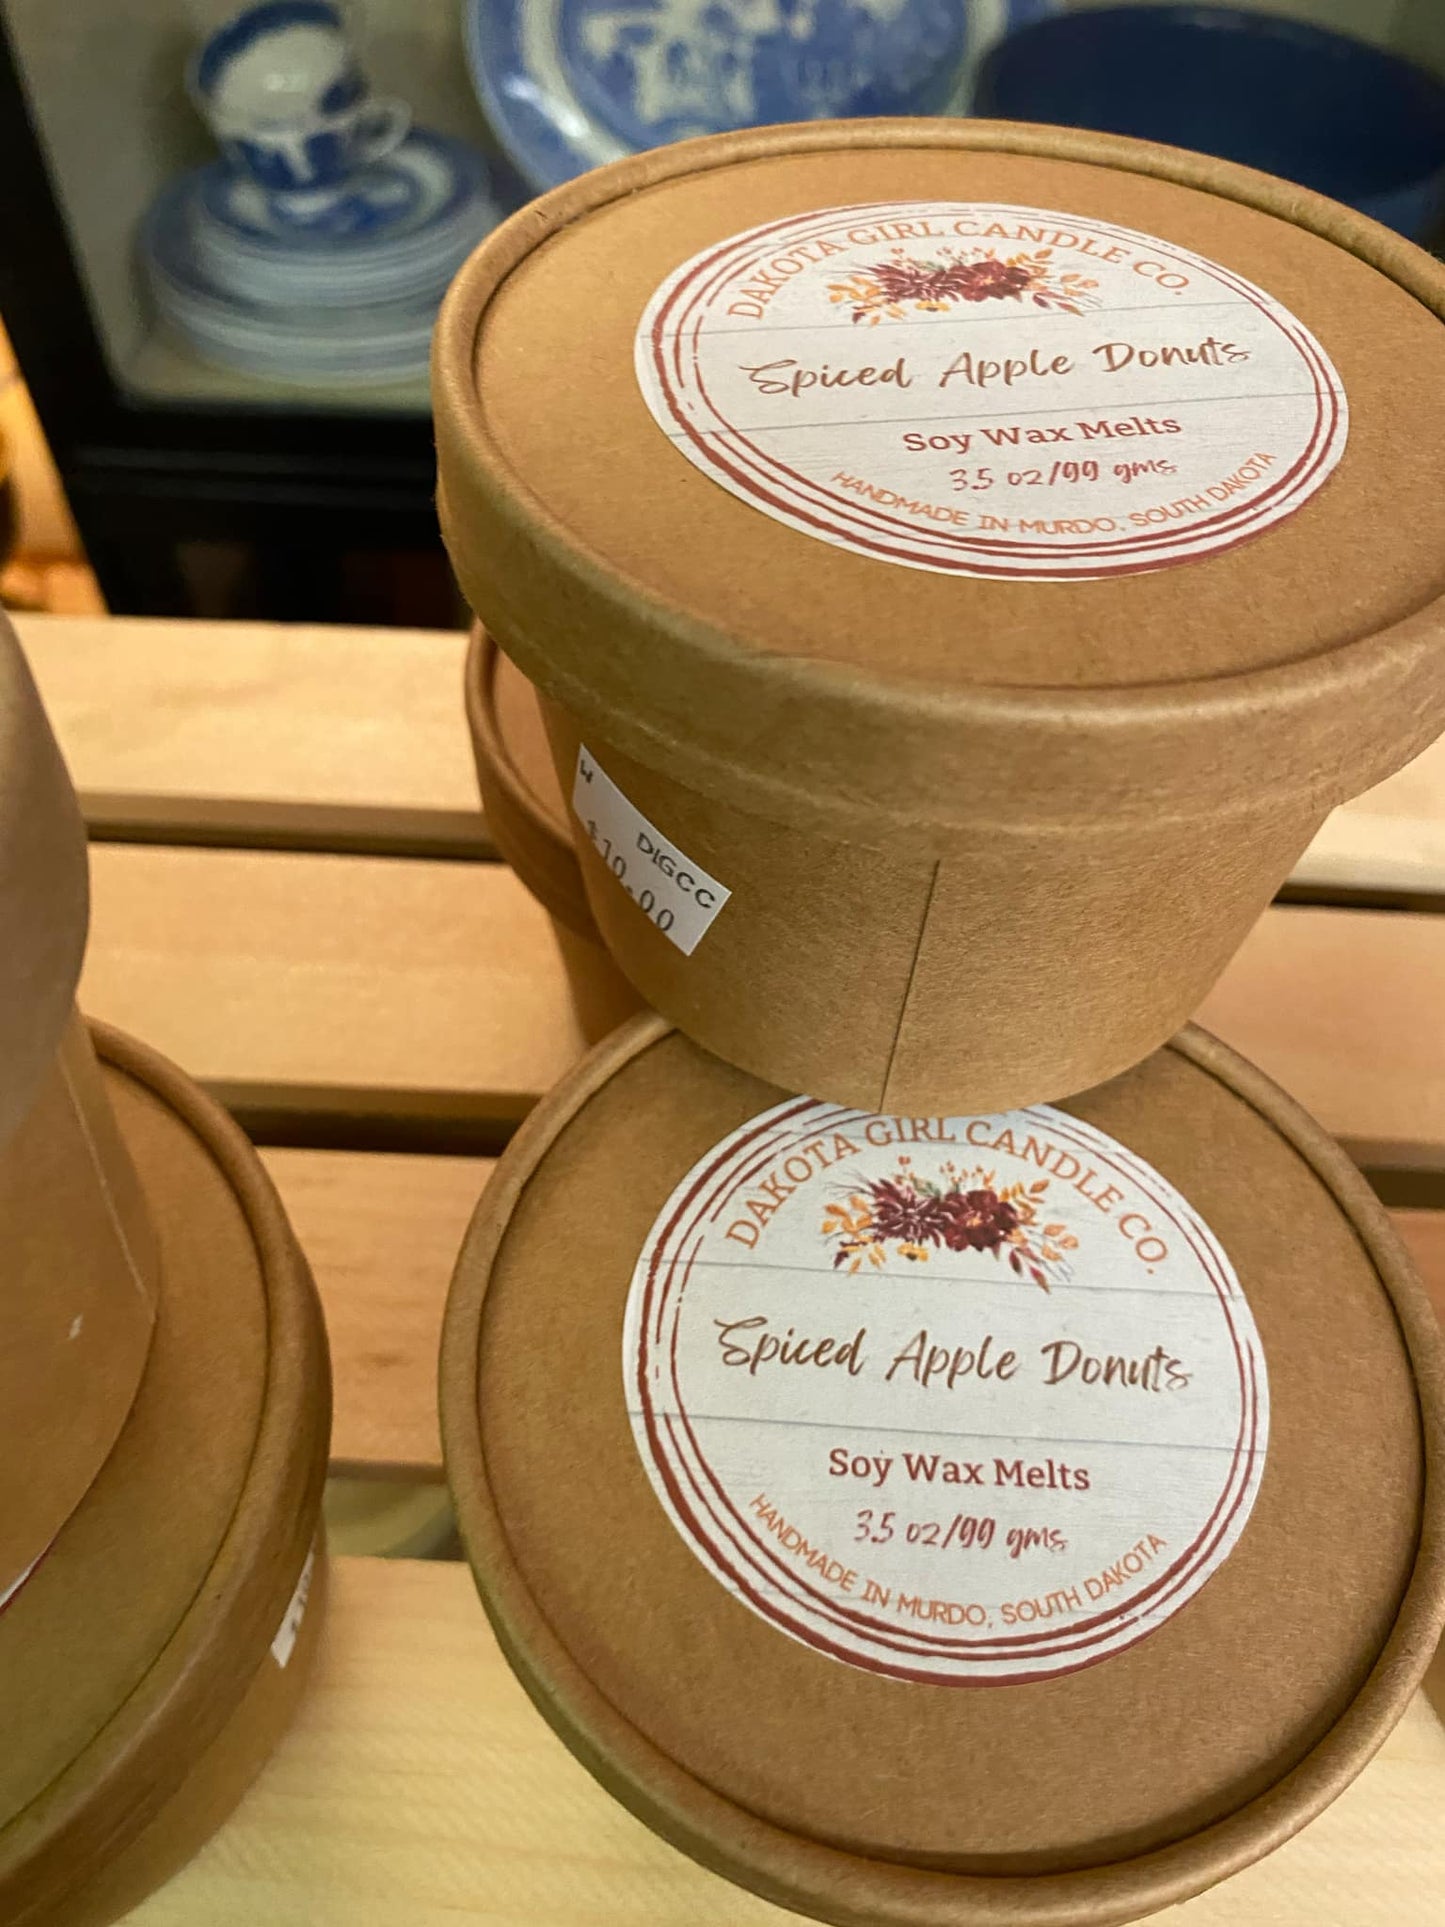 DAKOTA GIRL CANDLE CO.
Spiced Apple Donuts
Soy Wax Melts
3.5 oz/99 gms
HANDMADE IN MURDO, SOUTH DAKOTA
W
DIGCC
$10.00
DAKOTA GIRL CANDLE CO.
Spiced Apple Donuts
Soy Wax Melts
3.5 oz/99 gms
HANDMADE IN MURDO, SOUTH DAKOTA